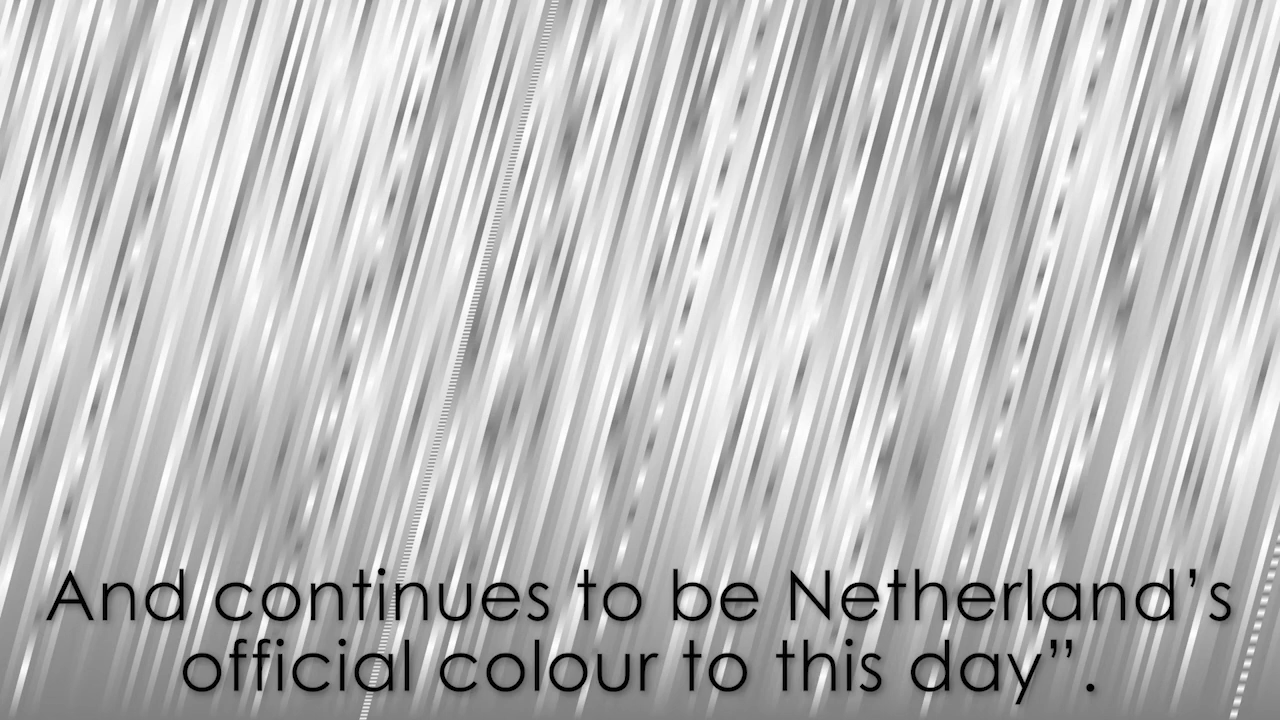 And continues to be Netherland’s
official colour to this day”.